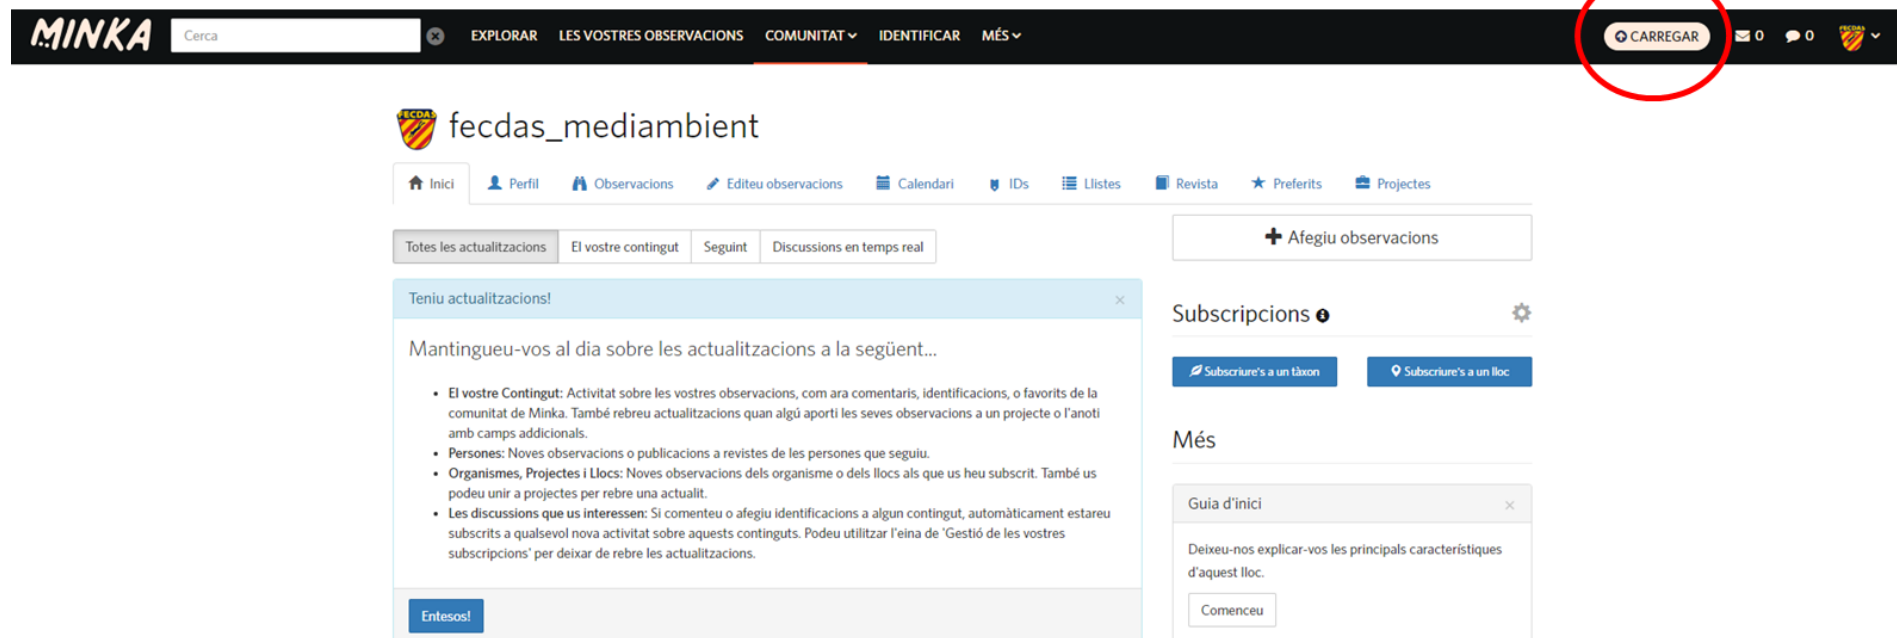 MINKA Cerca EXPLORAR LES VOSTRES OBSERVACIONS COMUNITAT IDENTIFICAR MÉS CARREGAR 0 0
FECDAS fecdas_mediambient
Inici Perfil Observacions Editeu observacions Calendari IDs Llistes Revista Preferits Projectes
Totes les actualitzacions El vostre contingut Seguint Discussions en temps real
Teniu actualitzacions!
Mantingueu-vos al dia sobre les actualitzacions a la següent...
• El vostre Contingut: Activitat sobre les vostres observacions, com ara comentaris, identificacions, o favorits de la
comunitat de Minka. També rebreu actualitzacions quan algú aporti les seves observacions a un projecte o l'anoti
amb camps addicionals.
• Persones: Noves observacions o publicacions a revistes de les persones que seguiu.
• Organismes, Projectes i Llocs: Noves observacions dels organisme o dels llocs als que us heu subscrit. També us
podeu unir a projectes per rebre una actualit.
• Les discussions que us interessen: Si comenteu o afegiu identificacions a algun contingut, automàticament estareu
subscrits a qualsevol nova activitat sobre aquests continguts. Podeu utilitzar l'eina de 'Gestió de les vostres
subscripcions' per deixar de rebre les actualitzacions.
Entesos!
Afegiu observacions
Subscripcions
Subscriure's a un tàxon Subscriure's a un lloc
Més
Guia d'inici
Deixeu-nos explicar-vos les principals característiques
d'aquest lloc.
Comenceu